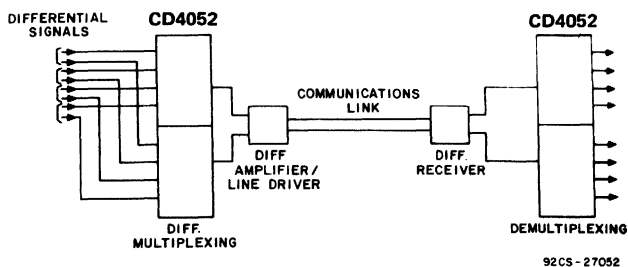 DIFFERENTIAL
SIGNALS
CD4052
CD4052
COMMUNICATIONS
LINK
DIFF
AMPLIFIER/
LINE DRIVER
DIFF.
RECEIVER
DIFF.
MULTIPLEXING
DEMULTIPLEXING
92CS-27052